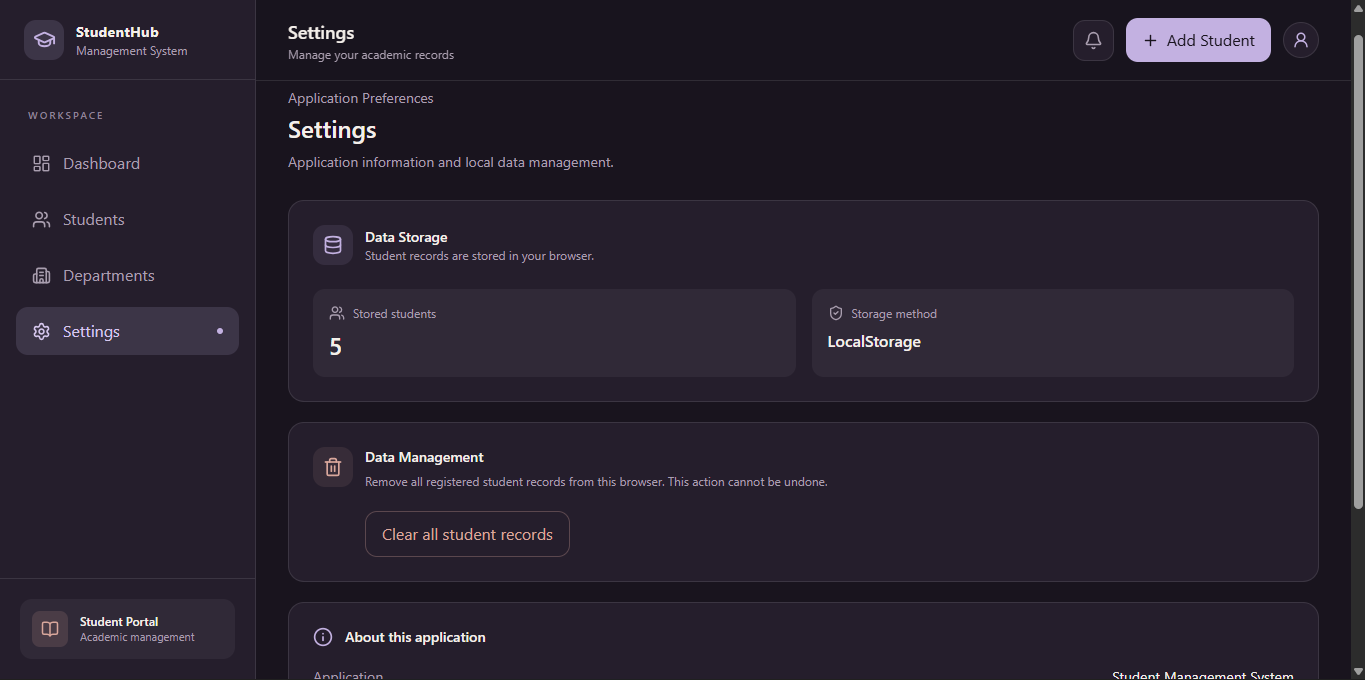 StudentHub
Management System
WORKSPACE
Dashboard
Students
Departments
Settings
Student Portal
Academic management
Settings
Manage your academic records
Add Student
Application Preferences
Settings
Application information and local data management.
Data Storage
Student records are stored in your browser.
Stored students
5
Storage method
LocalStorage
Data Management
Remove all registered student records from this browser. This action cannot be undone.
Clear all student records
About this application
Application
Student Management System